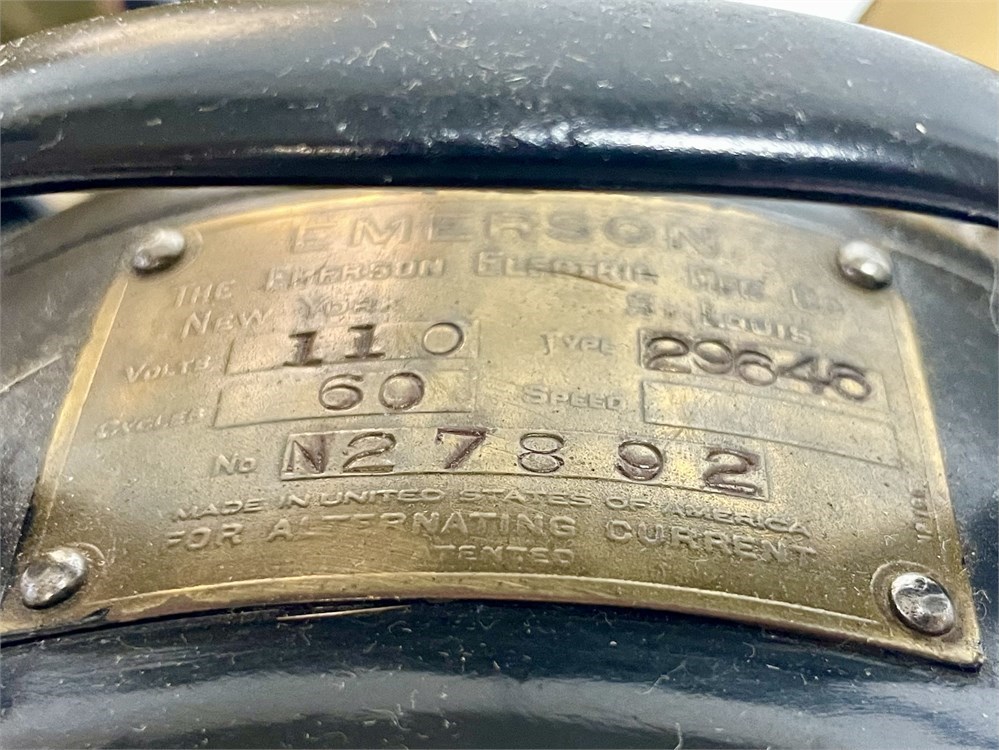 EMERSON
THE EMERSON ELECTRIC MFG CO
NEW YORK ST. LOUIS
VOLTS 110 TYPE 29646
CYCLES 60 SPEED
NO N27892
MADE IN UNITED STATES OF AMERICA
FOR ALTERNATING CURRENT
PATENTED